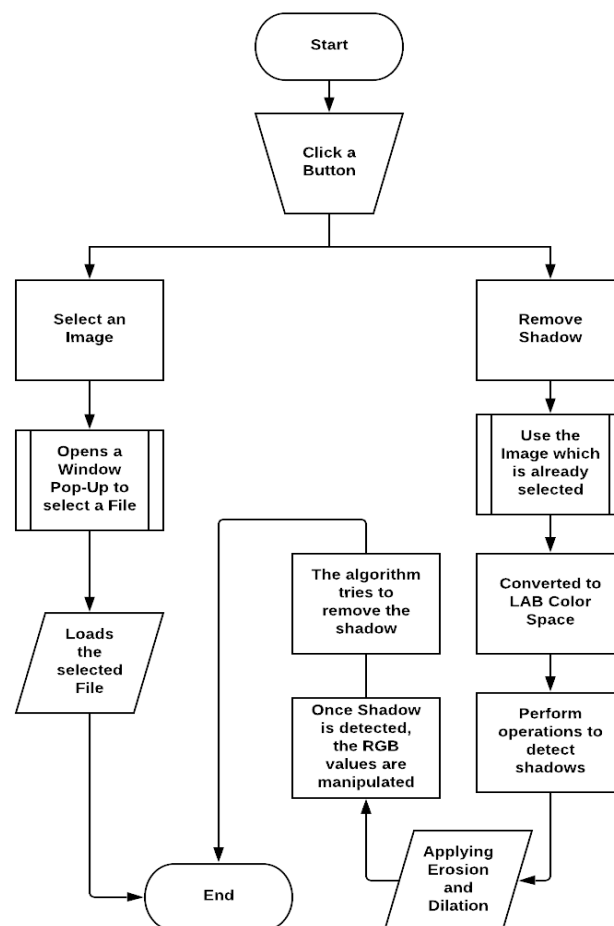 Start
Click a
Button
Select an
Image
Remove
Shadow
Opens a
Window
Pop-Up to
select a File
Use the
Image which
is already
selected
The algorithm
tries to
remove the
shadow
Converted to
LAB Color
Space
Loads
the
selected
File
Once Shadow
is detected,
the RGB
values are
manipulated
Perform
operations to
detect
shadows
Applying
Erosion
and
Dilation
End